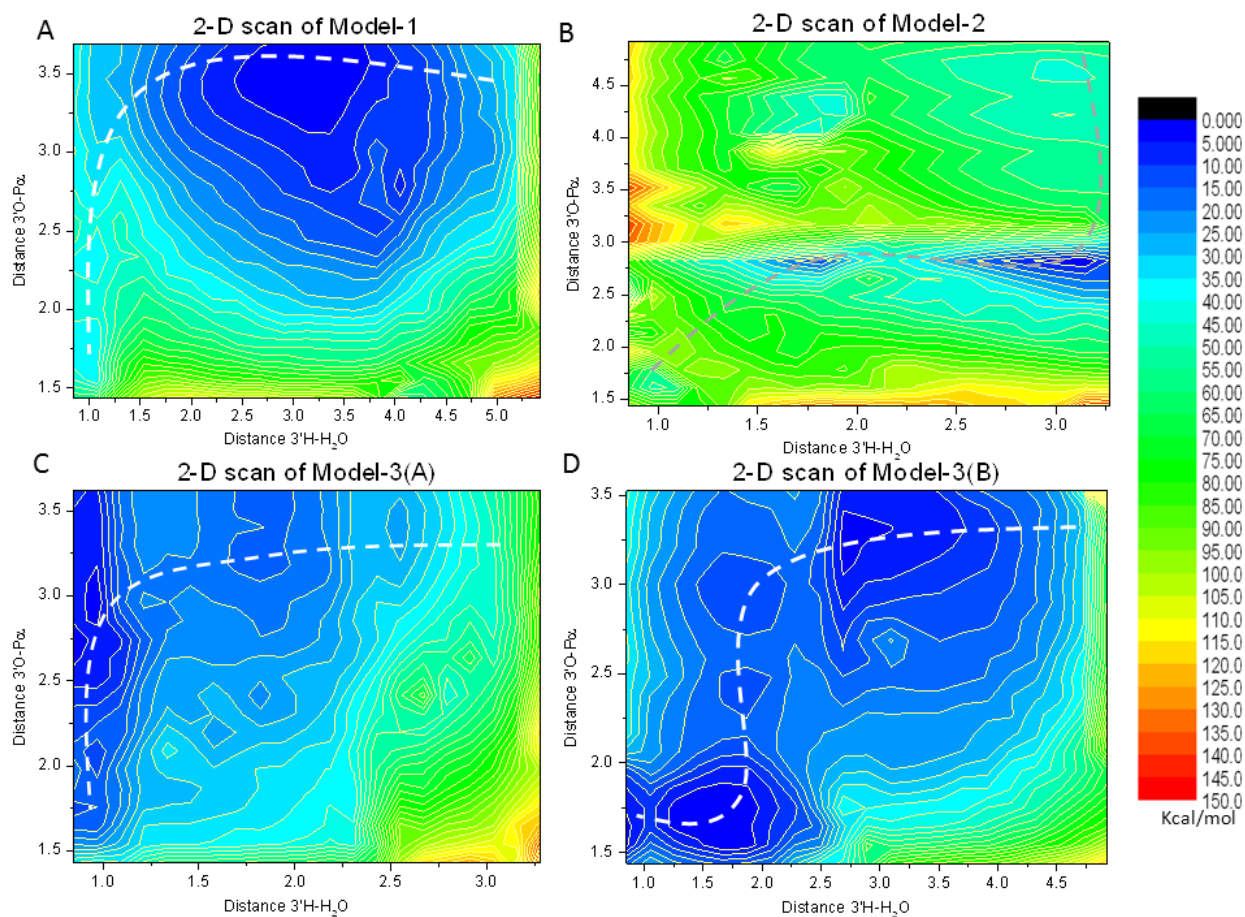 A
2-D scan of Model-1
Distance 3'O-Pα
3.5
3.0
2.5
2.0
1.5
1.0 1.5 2.0 2.5 3.0 3.5 4.0 4.5 5.0
Distance 3'H-H₂O
B
2-D scan of Model-2
Distance 3'O-Pα
4.5
4.0
3.5
3.0
2.5
2.0
1.5
1.0 1.5 2.0 2.5 3.0
Distance 3'H-H₂O
C
2-D scan of Model-3(A)
Distance 3'O-Pα
3.5
3.0
2.5
2.0
1.5
1.0 1.5 2.0 2.5 3.0
Distance 3'H-H₂O
D
2-D scan of Model-3(B)
Distance 3'O-Pα
3.5
3.0
2.5
2.0
1.5
1.0 1.5 2.0 2.5 3.0 3.5 4.0 4.5
Distance 3'H-H₂O
0.000
5.000
10.00
15.00
20.00
25.00
30.00
35.00
40.00
45.00
50.00
55.00
60.00
65.00
70.00
75.00
80.00
85.00
90.00
95.00
100.0
105.0
110.0
115.0
120.0
125.0
130.0
135.0
140.0
145.0
150.0
Kcal/mol